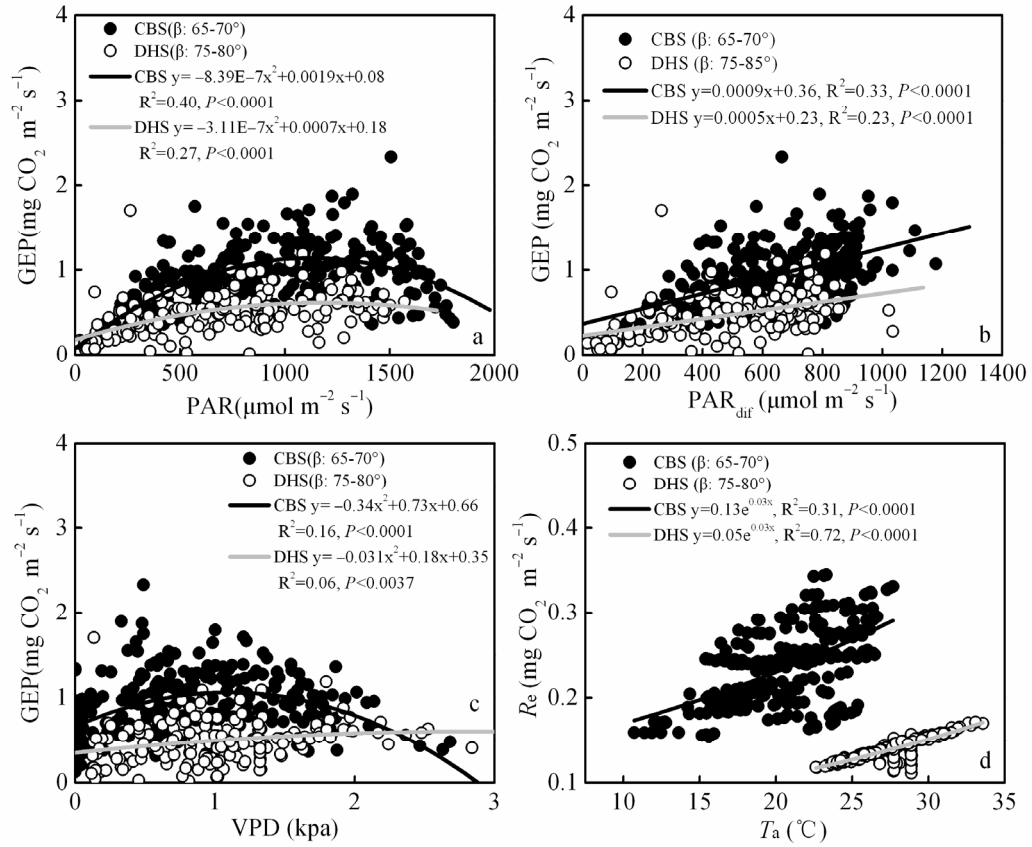 4
3
2
1
0
GEP(mg CO₂ m⁻² s⁻¹)
CBS(β: 65-70°)
DHS(β: 75-80°)
CBS y= −8.39E−7x²+0.0019x+0.08
R²=0.40, P<0.0001
DHS y= −3.11E−7x²+0.0007x+0.18
R²=0.27, P<0.0001
a
0 500 1000 1500 2000
PAR(μmol m⁻² s⁻¹)
4
3
2
1
0
GEP (mg CO₂ m⁻² s⁻¹)
CBS (β: 65-70°)
DHS (β: 75-85°)
CBS y=0.0009x+0.36, R²=0.33, P<0.0001
DHS y=0.0005x+0.23, R²=0.23, P<0.0001
b
0 200 400 600 800 1000 1200 1400
PAR_dif (μmol m⁻² s⁻¹)
4
3
2
1
0
GEP(mg CO₂ m⁻² s⁻¹)
CBS(β: 65-70°)
DHS(β: 75-80°)
CBS y= −0.34x²+0.73x+0.66
R²=0.16, P<0.0001
DHS y= −0.031x²+0.18x+0.35
R²=0.06, P<0.0037
c
0 1 2 3
VPD (kpa)
0.5
0.4
0.3
0.2
0.1
Re (mg CO₂ m⁻² s⁻¹)
CBS (β: 65-70°)
DHS (β: 75-80°)
CBS y=0.13e^0.03x, R²=0.31, P<0.0001
DHS y=0.05e^0.03x, R²=0.72, P<0.0001
d
10 15 20 25 30 35
Ta (℃)